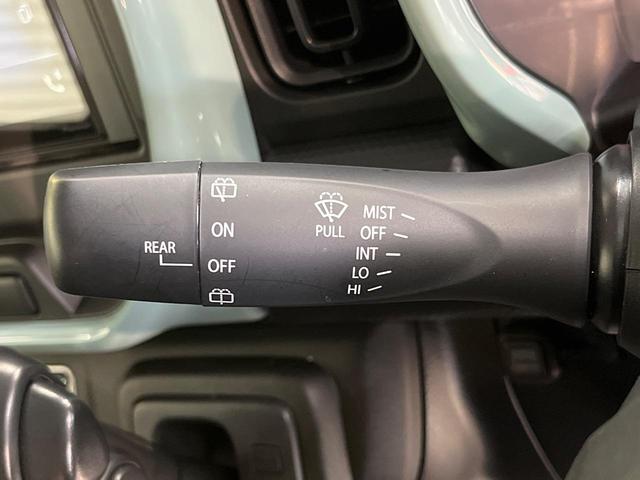 REAR
ON
OFF
PULL
MIST
OFF
INT
LO
HI